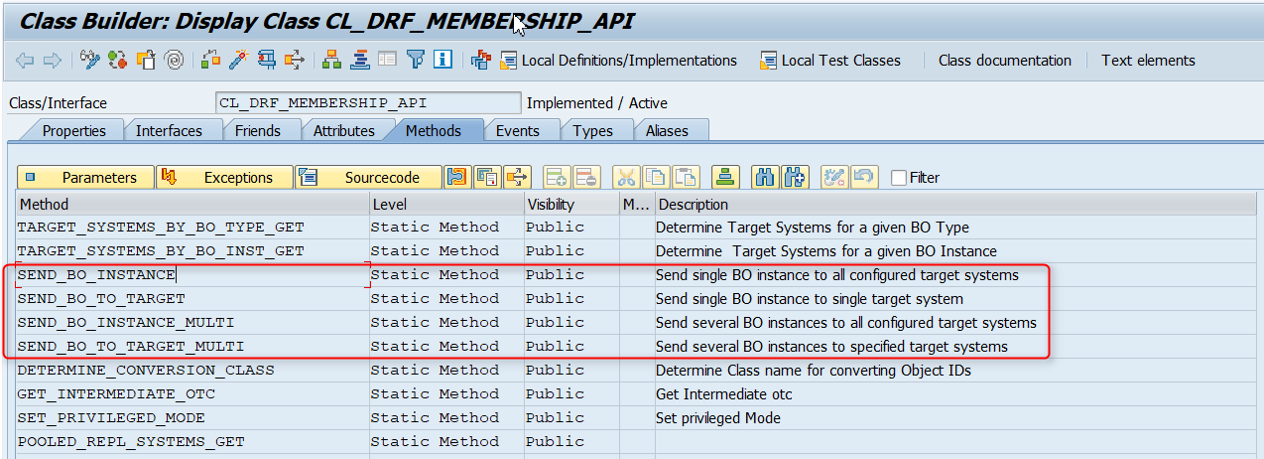 Class Builder: Display Class CL_DRF_MEMBERSHIP_API
Local Definitions/Implementations Local Test Classes Class documentation Text elements
Class/Interface CL_DRF_MEMBERSHIP_API Implemented / Active
Properties Interfaces Friends Attributes Methods Events Types Aliases
Parameters Exceptions Sourcecode Filter
Method Level Visibility M... Description
TARGET_SYSTEMS_BY_BO_TYPE_GET Static Method Public Determine Target Systems for a given BO Type
TARGET_SYSTEMS_BY_BO_INST_GET Static Method Public Determine Target Systems for a given BO Instance
SEND_BO_INSTANCE Static Method Public Send single BO instance to all configured target systems
SEND_BO_TO_TARGET Static Method Public Send single BO instance to single target system
SEND_BO_INSTANCE_MULTI Static Method Public Send several BO instances to all configured target systems
SEND_BO_TO_TARGET_MULTI Static Method Public Send several BO instances to specified target systems
DETERMINE_CONVERSION_CLASS Static Method Public Determine Class name for converting Object IDs
GET_INTERMEDIATE_OTC Static Method Public Get Intermediate otc
SET_PRIVILEGED_MODE Static Method Public Set privileged Mode
POOLED_REPL_SYSTEMS_GET Static Method Public